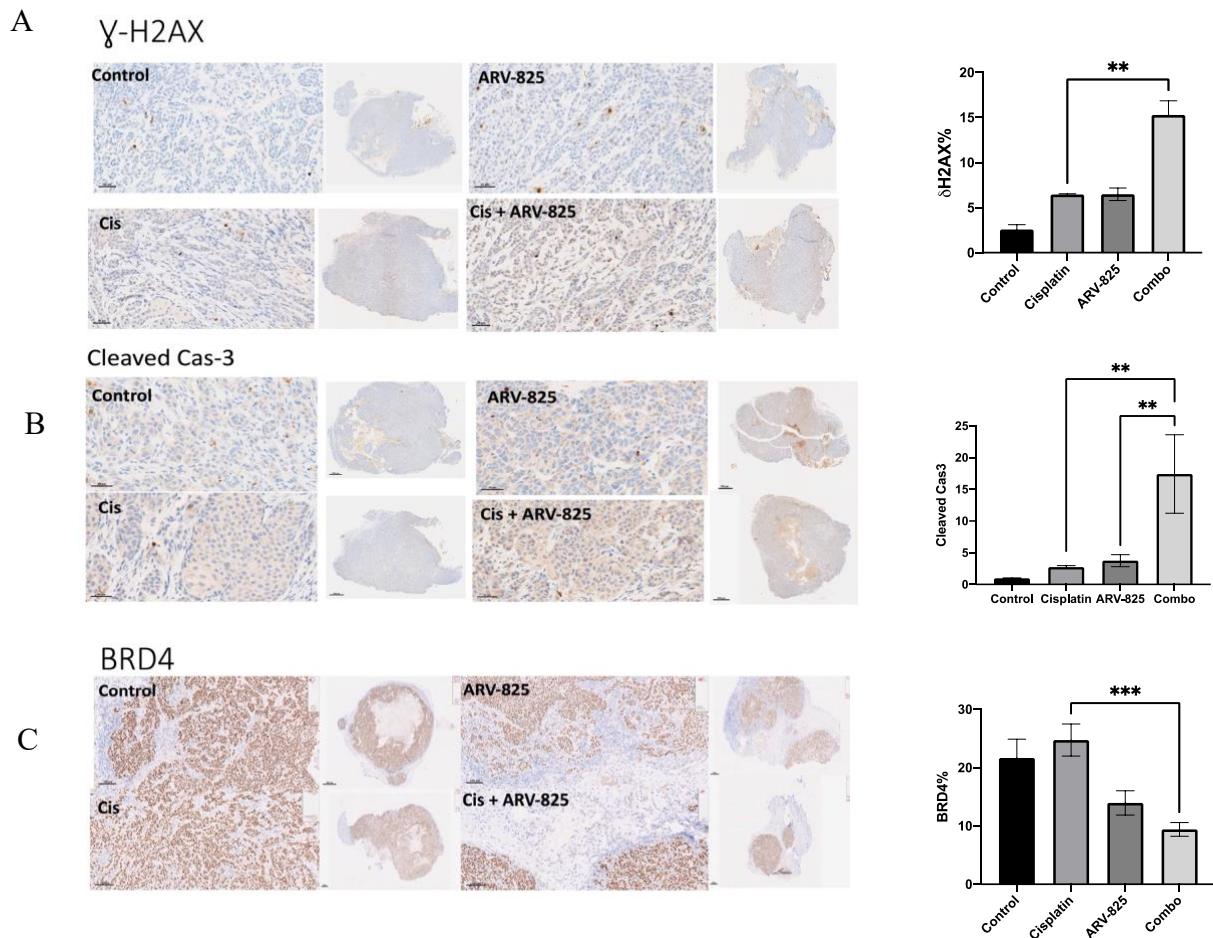 A
Ɣ-H2AX
Control
ARV-825
Cis
Cis + ARV-825
**
20
15
10
5
0
δH2AX%
Control
Cisplatin
ARV-825
Combo
Cleaved Cas-3
B
Control
ARV-825
Cis
Cis + ARV-825
**
**
25
20
15
10
5
0
Cleaved Cas3
Control Cisplatin ARV-825 Combo
BRD4
C
Control
ARV-825
Cis
Cis + ARV-825
***
30
20
10
0
BRD4%
Control
Cisplatin
ARV-825
Combo